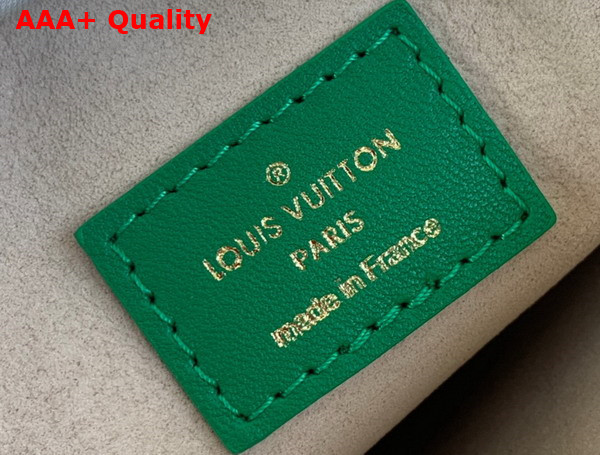 AAA+ Quality
®
LOUIS VUITTON
PARIS
made in France